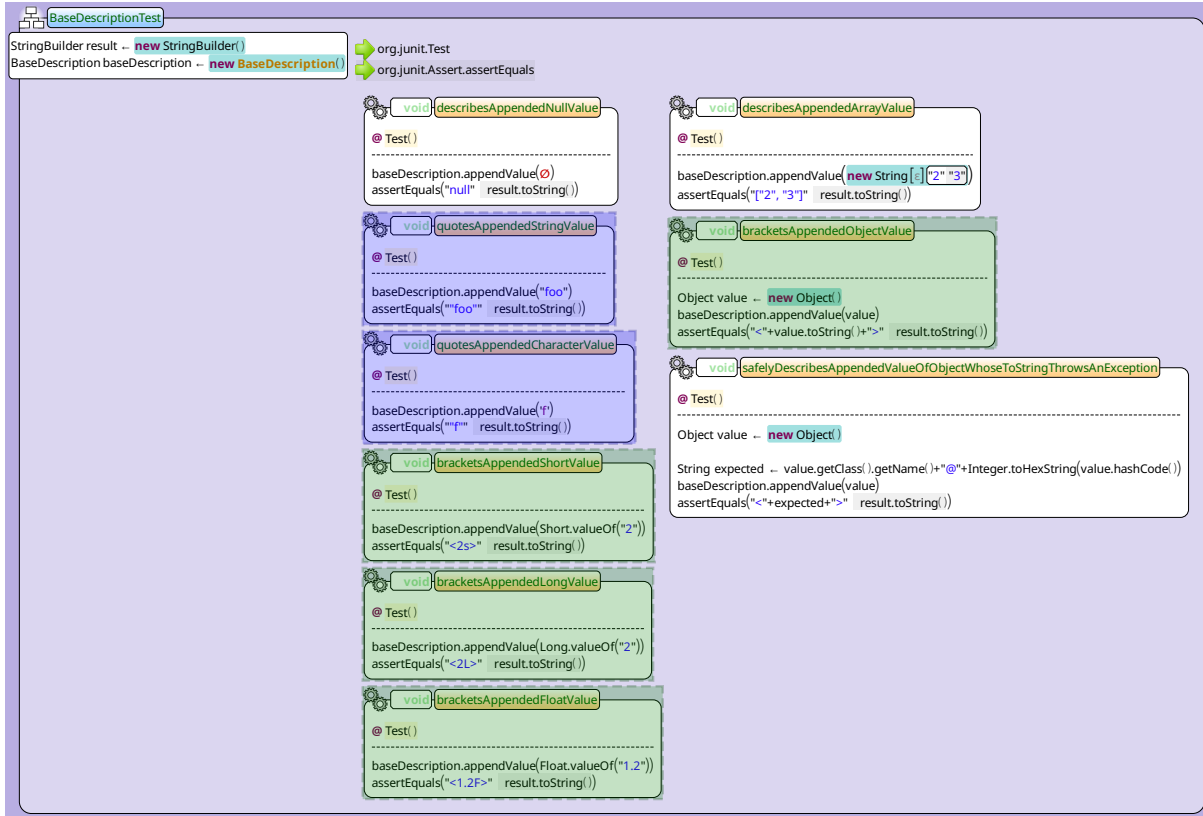 BaseDescriptionTest
StringBuilder result ← new StringBuilder()
BaseDescription baseDescription ← new BaseDescription()
org.junit.Test
org.junit.Assert.assertEquals
void describesAppendedNullValue
@ Test()
baseDescription.appendValue(∅)
assertEquals("null" result.toString())
void quotesAppendedStringValue
@ Test()
baseDescription.appendValue("foo")
assertEquals(""foo"" result.toString())
void quotesAppendedCharacterValue
@ Test()
baseDescription.appendValue('f')
assertEquals(""f"" result.toString())
void bracketsAppendedShortValue
@ Test()
baseDescription.appendValue(Short.valueOf("2"))
assertEquals("<2s>" result.toString())
void bracketsAppendedLongValue
@ Test()
baseDescription.appendValue(Long.valueOf("2"))
assertEquals("<2L>" result.toString())
void bracketsAppendedFloatValue
@ Test()
baseDescription.appendValue(Float.valueOf("1.2"))
assertEquals("<1.2F>" result.toString())
void describesAppendedArrayValue
@ Test()
baseDescription.appendValue(new String[ε]"2" "3")
assertEquals("["2", "3"]" result.toString())
void bracketsAppendedObjectValue
@ Test()
Object value ← new Object()
baseDescription.appendValue(value)
assertEquals("<"+value.toString()+">" result.toString())
void safelyDescribesAppendedValueOfObjectWhoseToStringThrowsAnException
@ Test()
Object value ← new Object()
String expected ← value.getClass().getName()+"@"+Integer.toHexString(value.hashCode())
baseDescription.appendValue(value)
assertEquals("<"+expected+">" result.toString())